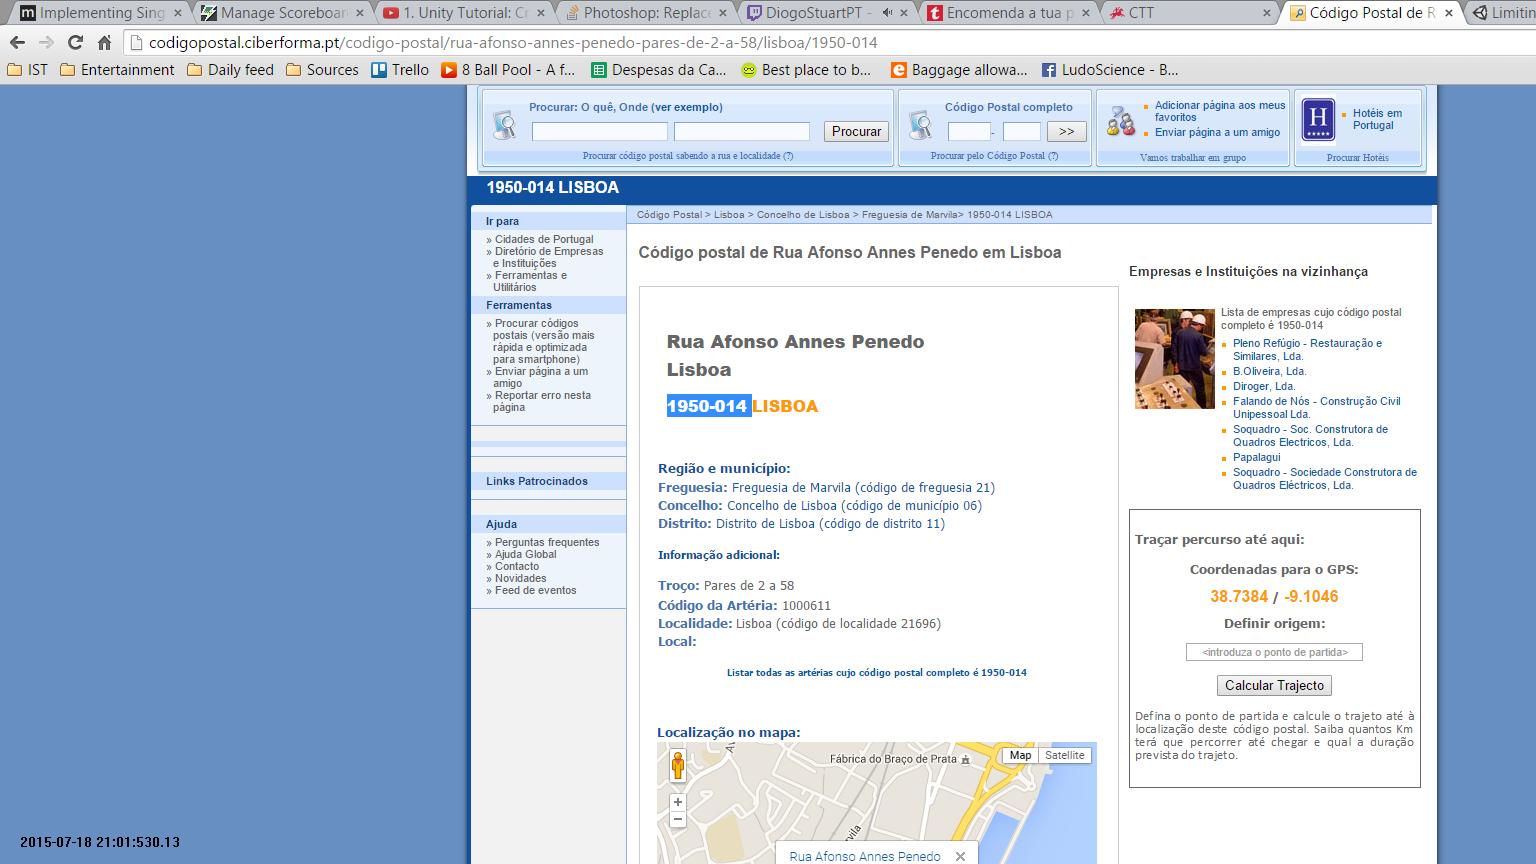 Implementing Sing
Manage Scoreboar
1. Unity Tutorial: Cr
Photoshop: Replace
DiogoStuartPT -
Encomenda a tua p
CTT
Código Postal de R
Limitin
codigopostal.ciberforma.pt/codigo-postal/rua-afonso-annes-penedo-pares-de-2-a-58/lisboa/1950-014
IST
Entertainment
Daily feed
Sources
Trello
8 Ball Pool - A f...
Despesas da Ca...
Best place to b...
Baggage allowa...
LudoScience - B...
Procurar: O quê, Onde (ver exemplo)
Procurar
Procurar código postal sabendo a rua e localidade (?)
Código Postal completo
-
>>
Procurar pelo Código Postal (?)
Adicionar página aos meus
favoritos
Enviar página a um amigo
Vamos trabalhar em grupo
H
Hotéis em
Portugal
Procurar Hotéis
1950-014 LISBOA
Ir para
» Cidades de Portugal
» Diretório de Empresas
e Instituições
» Ferramentas e
Utilitários
Ferramentas
» Procurar códigos
postais (versão mais
rápida e optimizada
para smartphone)
» Enviar página a um
amigo
» Reportar erro nesta
página
Links Patrocinados
Ajuda
» Perguntas frequentes
» Ajuda Global
» Contacto
» Novidades
» Feed de eventos
Código Postal > Lisboa > Concelho de Lisboa > Freguesia de Marvila> 1950-014 LISBOA
Código postal de Rua Afonso Annes Penedo em Lisboa
Rua Afonso Annes Penedo
Lisboa
1950-014 LISBOA
Região e município:
Freguesia: Freguesia de Marvila (código de freguesia 21)
Concelho: Concelho de Lisboa (código de município 06)
Distrito: Distrito de Lisboa (código de distrito 11)
Informação adicional:
Troço: Pares de 2 a 58
Código da Artéria: 1000611
Localidade: Lisboa (código de localidade 21696)
Local:
Listar todas as artérias cujo código postal completo é 1950-014
Localização no mapa:
Fábrica do Braço de Prata
Map
Satellite
+
−
Rua Afonso Annes Penedo
Empresas e Instituições na vizinhança
Lista de empresas cujo código postal
completo é 1950-014
Pleno Refúgio - Restauração e
Similares, Lda.
B.Oliveira, Lda.
Diroger, Lda.
Falando de Nós - Construção Civil
Unipessoal Lda.
Soquadro - Soc. Construtora de
Quadros Electricos, Lda.
Papalagui
Soquadro - Sociedade Construtora de
Quadros Eléctricos, Lda.
Traçar percurso até aqui:
Coordenadas para o GPS:
38.7384 / -9.1046
Definir origem:
<introduza o ponto de partida>
Calcular Trajecto
Defina o ponto de partida e calcule o trajeto até à
localização deste código postal. Saiba quantos Km
terá que percorrer até chegar e qual a duração
prevista do trajeto.
2015-07-18 21:01:530.13